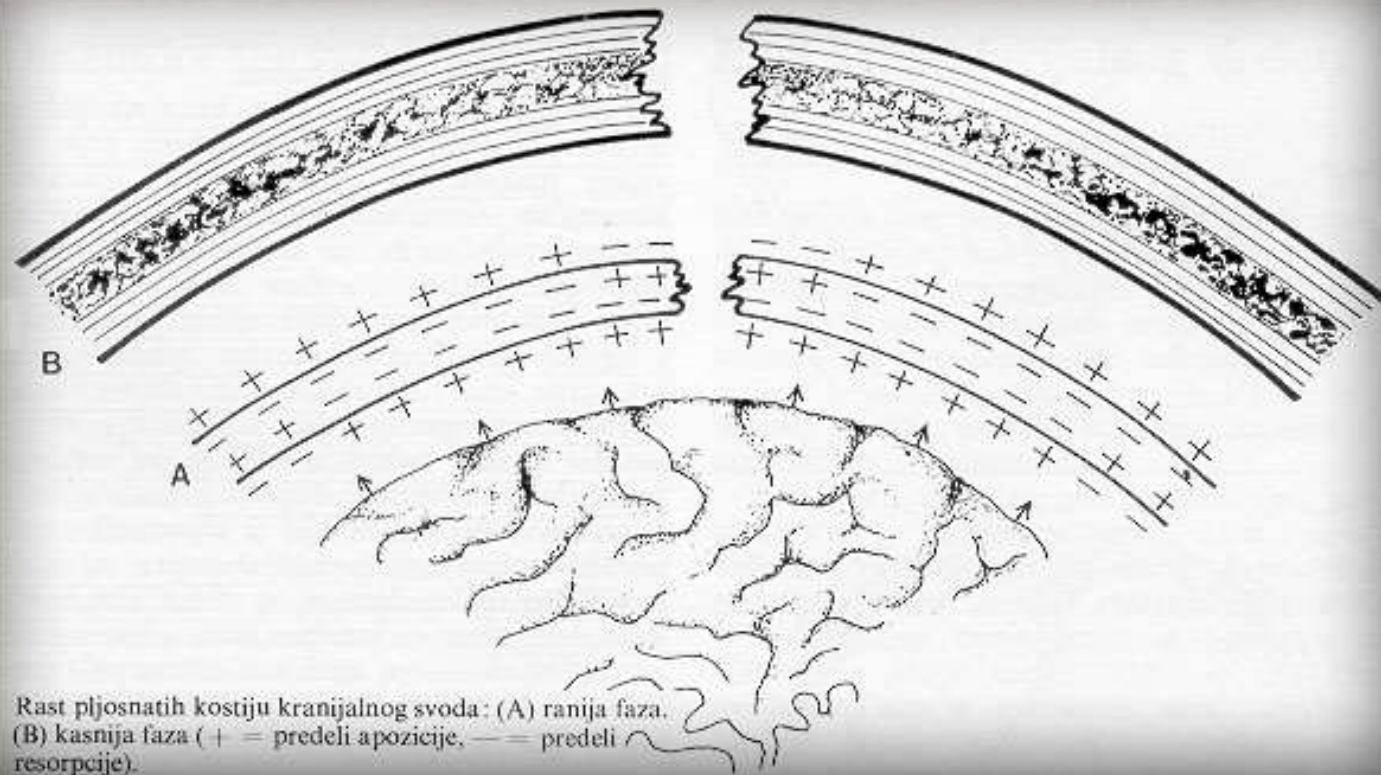 B
A
Rast pljosnatih kostiju kranijalnog svoda: (A) ranija faza.
(B) kasnija faza ( + = predeli apozicije, — = predeli
resorpcije).